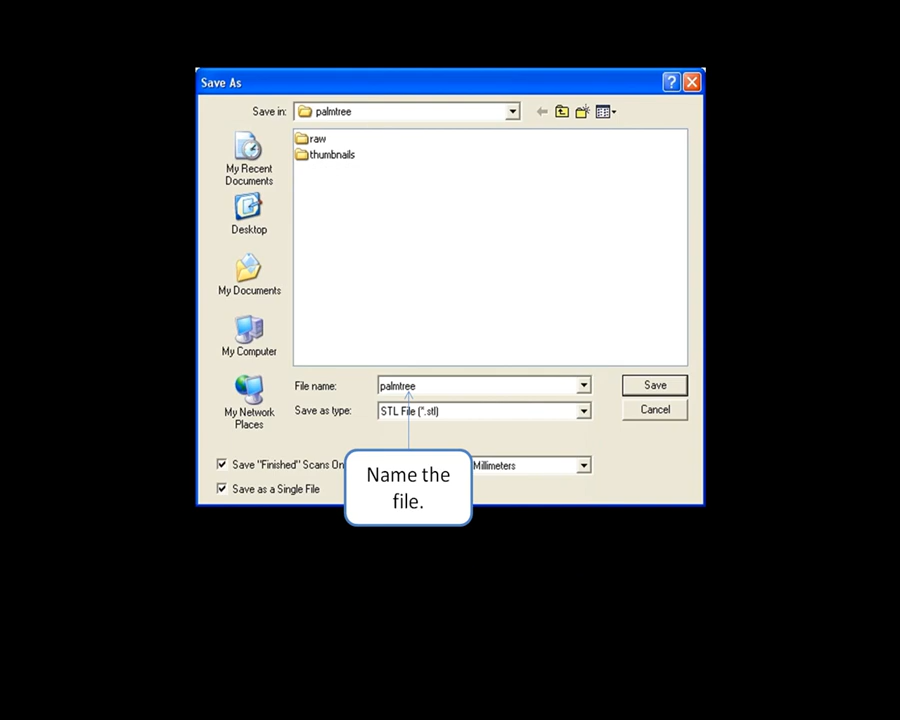 Save As
Save in: palmtree
raw
thumbnails
My Recent
Documents
Desktop
My Documents
My Computer
My Network
Places
File name: palmtree
Save
Save as type: STL File (*.stl)
Cancel
Save "Finished" Scans On
Millimeters
Save as a Single File
Name the
file.